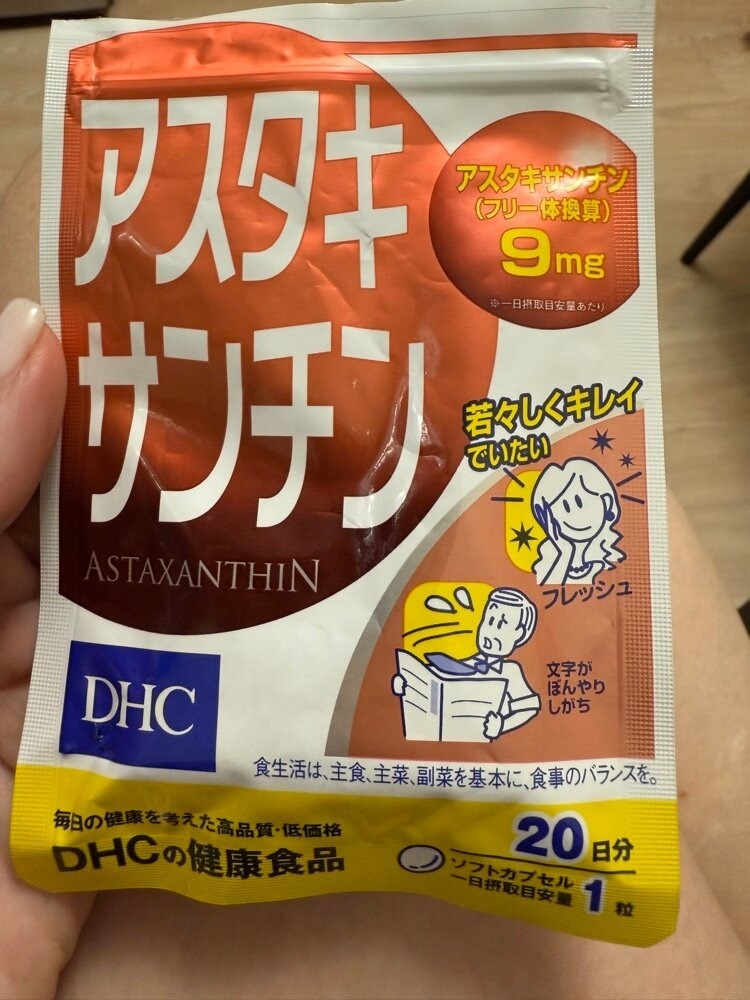 アスタキ
サンチン
ASTAXANTHIN
アスタキサンチン
(フリー体換算)
9mg
※一日摂取目安量あたり
若々しくキレイ
でいたい
フレッシュ
文字が
ぼんやり
しがち
DHC
食生活は、主食、主菜、副菜を基本に、食事のバランスを。
毎日の健康を考えた高品質・低価格
DHCの健康食品
20日分
ソフトカプセル
一日摂取目安量 1粒